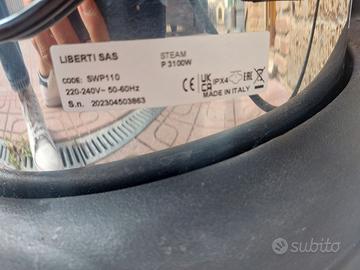 LIBERTI SAS
STEAM
P 3100W
CODE: SWP110
220-240V~ 50-60Hz
S.n. 202304503863
CE UK CA IPX4 EAC
MADE IN ITALY
subito